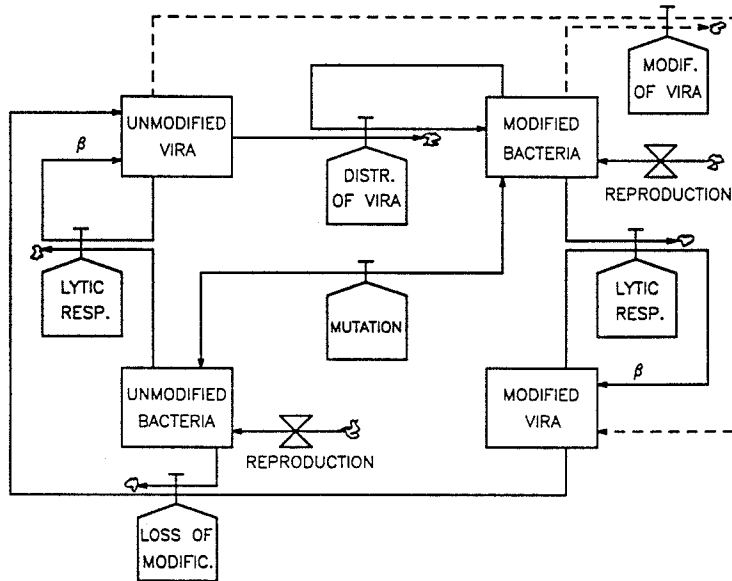 MODIF.
OF VIRA
UNMODIFIED
VIRA
MODIFIED
BACTERIA
β
DISTR.
OF VIRA
REPRODUCTION
LYTIC
RESP.
MUTATION
LYTIC
RESP.
UNMODIFIED
BACTERIA
MODIFIED
VIRA
β
REPRODUCTION
LOSS OF
MODIFIC.